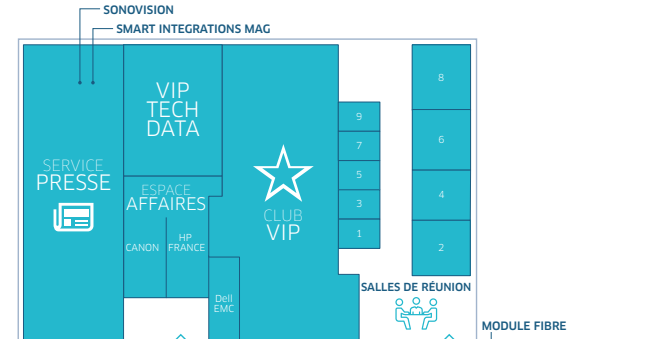 SONOVISION
SMART INTEGRATIONS MAG
VIP
TECH
DATA
SERVICE
PRESSE
ESPACE
AFFAIRES
CANON
HP
FRANCE
Dell
EMC
CLUB
VIP
9
7
5
3
1
8
6
4
2
SALLES DE RÉUNION
MODULE FIBRE